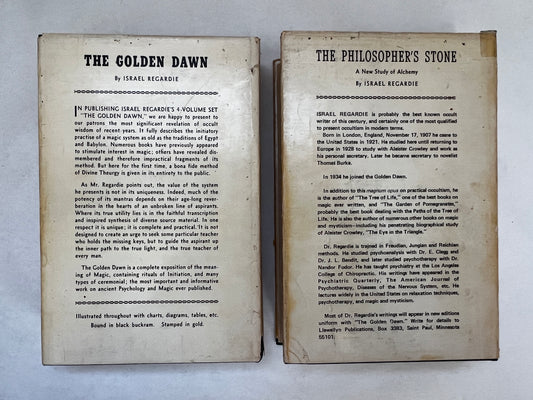 THE GOLDEN DAWN
By ISRAEL REGARDIE
IN PUBLISHING ISRAEL REGARDIE'S 4-VOLUME SET
"THE GOLDEN DAWN," we are happy to present to
our patrons the most significant revelation of occult
wisdom of recent years. It fully describes the initiatory
practise of a magic system as old as the traditions of Egypt
and Babylon. Numerous books have previously appeared
to stimulate interest in magic; others have revealed dis-
membered and therefore impractical fragments of its
method. But here for the first time, a bona fide method
of Divine Theurgy is given in its entirety to the public.
As Mr. Regardie points out, the value of the system
he presents is not in its uniqueness. Indeed, much of the
potency of its mantras depends on their age-long rever-
beration in the hearts of an unbroken line of aspirants.
Where its true utility lies is in the faithful transcription
and inspired synthesis of diverse source material. In one
respect it is unique; it is complete and practical. It is not
designed to create an urge to seek some particular teacher
who holds the missing keys, but to guide the aspirant up
the inner path to the true light, and the true teacher of
every man.
The Golden Dawn is a complete exposition of the mean-
ing of Magic, containing rituals of Initiation, and many
types of ceremonial; the most important and informative
work on ancient Psychology and Magic ever published.
Illustrated throughout with charts, diagrams, tables, etc.
Bound in black buckram. Stamped in gold.
THE PHILOSOPHER'S STONE
A New Study of Alchemy
By ISRAEL REGARDIE
ISRAEL REGARDIE is probably the best known occult
writer of this century, and certainly one of the most qualified
to present occultism in modern terms.
Born in London, England, November 17, 1907 he came to
the United States in 1921. He studied here until returning to
Europe in 1928 to study with Aleister Crowley and work as
his personal secretary. Later he became secretary to novelist
Thomas Burke.
In 1934 he joined the Golden Dawn.
In addition to this magnum opus on practical occultism, he
is the author of "The Tree of Life," one of the best books on
magic ever written, and "The Garden of Pomegranates,"
probably the best book dealing with the Paths of the Tree of
Life. He is also the author of numerous other books on magic
and mysticism—including his penetrating biographical study
of Aleister Crowley, "The Eye in the Triangle."
Dr. Regardie is trained in Freudian, Jungian and Reichian
methods. He studied psychoanalysis with Dr. E. Clegg and
Dr. J. L. Bendit, and later studied psychotherapy with Dr.
Nandor Fudor. He has taught psychiatry at the Los Angeles
College of Chiropractic. His writings have appeared in the
Psychiatric Quarterly, The American Journal of
Psychotherapy, Diseases of the Nervous System, etc. He
lectures widely in the United States on relaxation techniques,
psychotherapy, and magic and mysticism.
Most of Dr. Regardie's writings will appear in new editions
uniform with "The Golden Dawn." Write for details to
Llewellyn Publications, Box 3383, Saint Paul, Minnesota
55101.